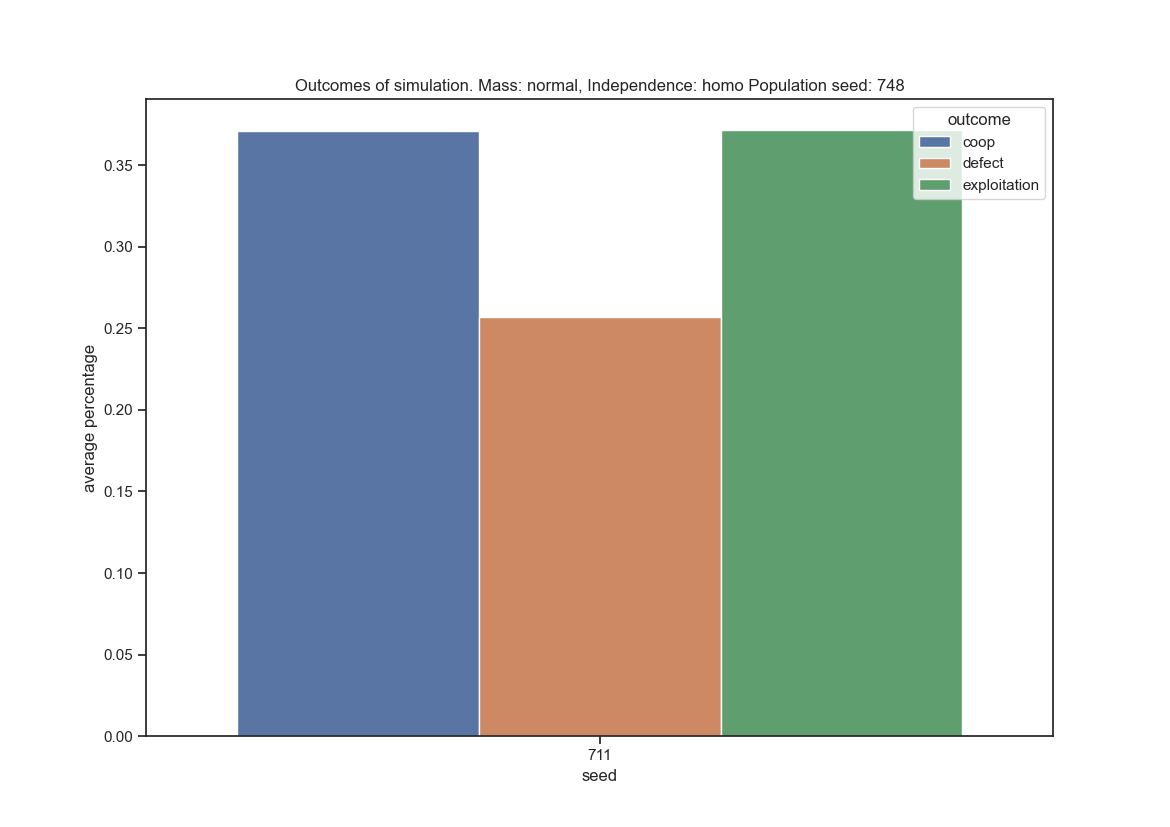 Outcomes of simulation. Mass: normal, Independence: homo Population seed: 748
outcome
coop
defect
exploitation
0.35
0.30
0.25
0.20
0.15
0.10
0.05
0.00
average percentage
711
seed